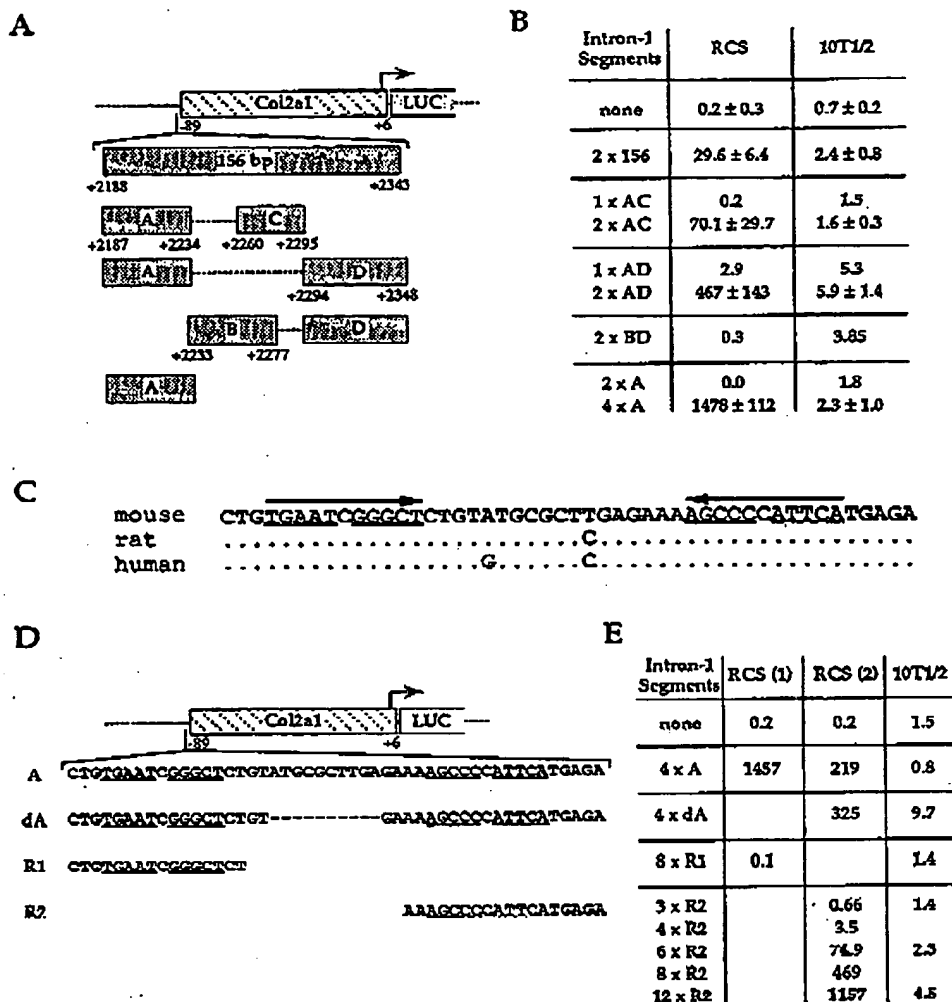 A
Col2a1
LUC
-89
+6
156 bp
+2188
+2343
A
C
+2187
+2234
+2260
+2295
A
D
+2294
+2348
B
D
+2233
+2277
A
B
Intron-1 Segments RCS 10T1/2
none 0.2 ± 0.3 0.7 ± 0.2
2 x 156 29.6 ± 6.4 2.4 ± 0.8
1 x AC 0.2 1.5
2 x AC 70.1 ± 29.7 1.6 ± 0.3
1 x AD 2.9 5.3
2 x AD 467 ± 143 5.9 ± 1.4
2 x BD 0.3 3.85
2 x A 0.0 1.8
4 x A 1478 ± 112 2.3 ± 1.0
C
mouse CTGTGAATCGGGCTCTGTATGCGCTTGAGAAAAGCCCCATTCATGAGA
rat C
human G C
D
Col2a1
LUC
-89
+6
A CTGTGAATCGGGCTCTGTATGCGCTTGAGAAAAGCCCCATTCATGAGA
dA CTGTGAATCGGGCTCTGT----------GAAAAGCCCCATTCATGAGA
R1 CTGTGAATCGGGCTCT
R2 AAAGCCCCATTCATGAGA
E
Intron-1 Segments RCS (1) RCS (2) 10T1/2
none 0.2 0.2 1.5
4 x A 1457 219 0.8
4 x dA 325 9.7
8 x R1 0.1 1.4
3 x R2 0.66 1.4
4 x R2 3.5
6 x R2 74.9 2.3
8 x R2 469
12 x R2 1157 4.5